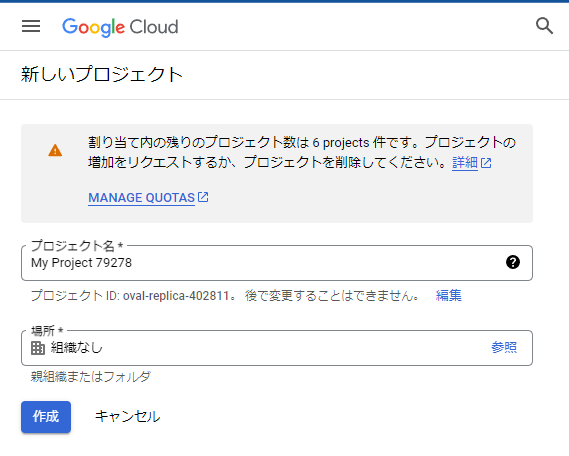 Google Cloud
新しいプロジェクト
割り当て内の残りのプロジェクト数は 6 projects 件です。プロジェクトの
増加をリクエストするか、プロジェクトを削除してください。詳細
MANAGE QUOTAS
プロジェクト名 *
My Project 79278
プロジェクト ID: oval-replica-402811。 後で変更することはできません。 編集
場所 *
組織なし 参照
親組織またはフォルダ
作成 キャンセル